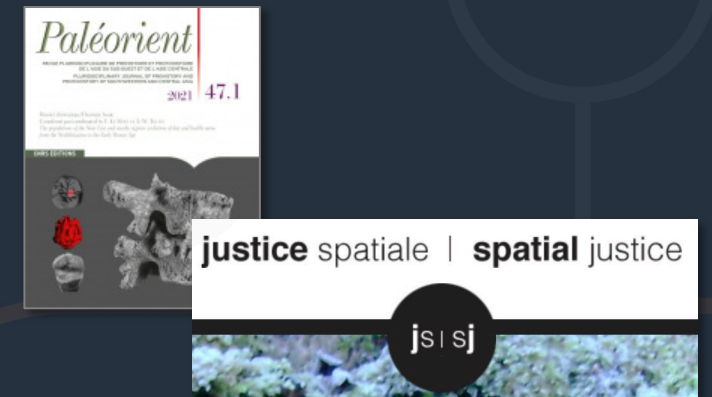 Paléorient
REVUE PLURIDISCIPLINAIRE DE PRÉHISTOIRE ET PROTOHISTOIRE
DE L'ASIE DU SUD-OUEST ET DE L'ASIE CENTRALE
PLURIDISCIPLINARY JOURNAL OF PREHISTORY AND
PROTOHISTORY OF SOUTHWESTERN AND CENTRAL ASIA
2021 47.1
CNRS EDITIONS
justice spatiale | spatial justice
js | sj